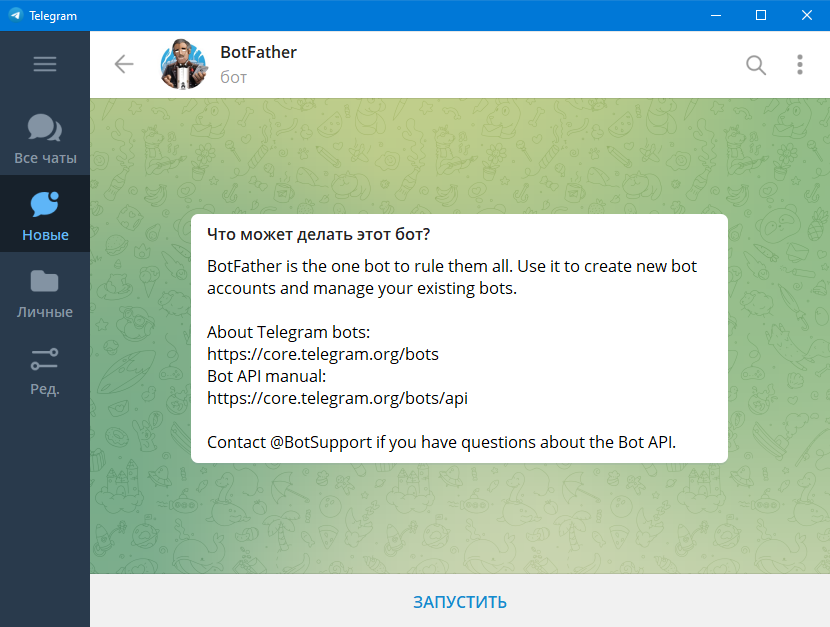 Telegram
BotFather
бот
Все чаты
Новые
Личные
Ред.
Что может делать этот бот?
BotFather is the one bot to rule them all. Use it to create new bot
accounts and manage your existing bots.
About Telegram bots:
https://core.telegram.org/bots
Bot API manual:
https://core.telegram.org/bots/api
Contact @BotSupport if you have questions about the Bot API.
ЗАПУСТИТЬ